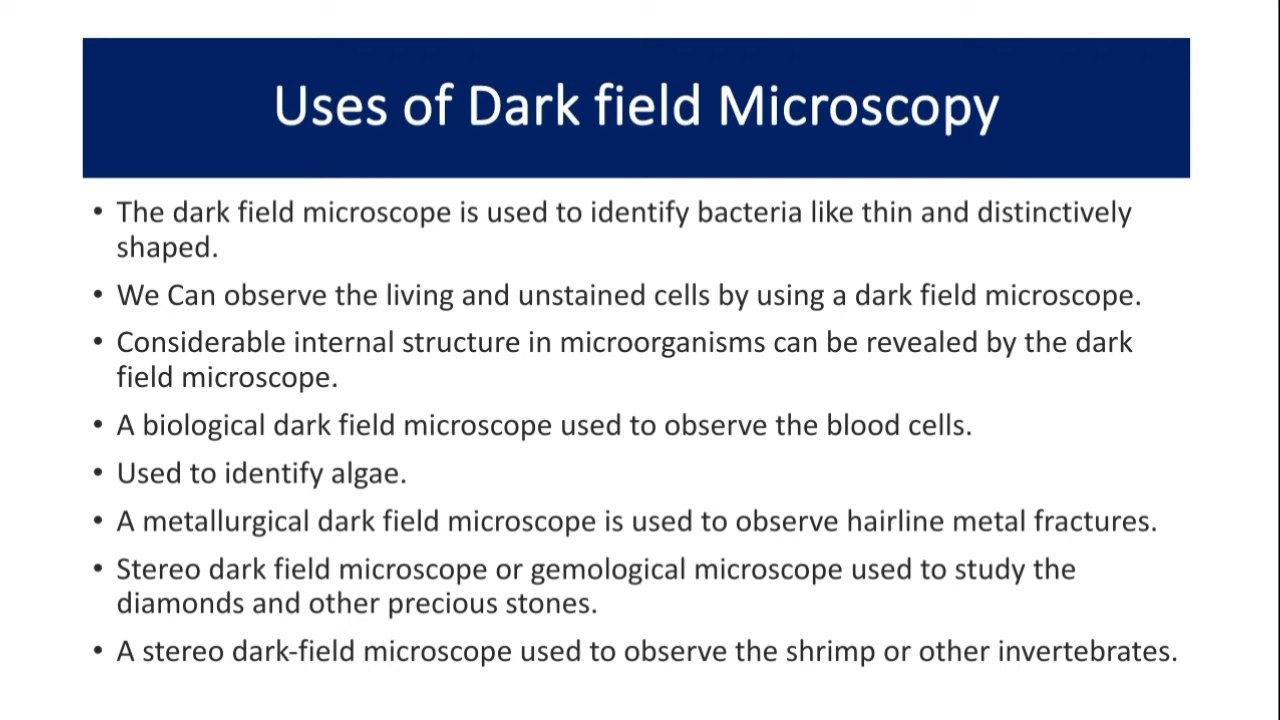 Uses of Dark field Microscopy
• The dark field microscope is used to identify bacteria like thin and distinctively
shaped.
• We Can observe the living and unstained cells by using a dark field microscope.
• Considerable internal structure in microorganisms can be revealed by the dark
field microscope.
• A biological dark field microscope used to observe the blood cells.
• Used to identify algae.
• A metallurgical dark field microscope is used to observe hairline metal fractures.
• Stereo dark field microscope or gemological microscope used to study the
diamonds and other precious stones.
• A stereo dark-field microscope used to observe the shrimp or other invertebrates.